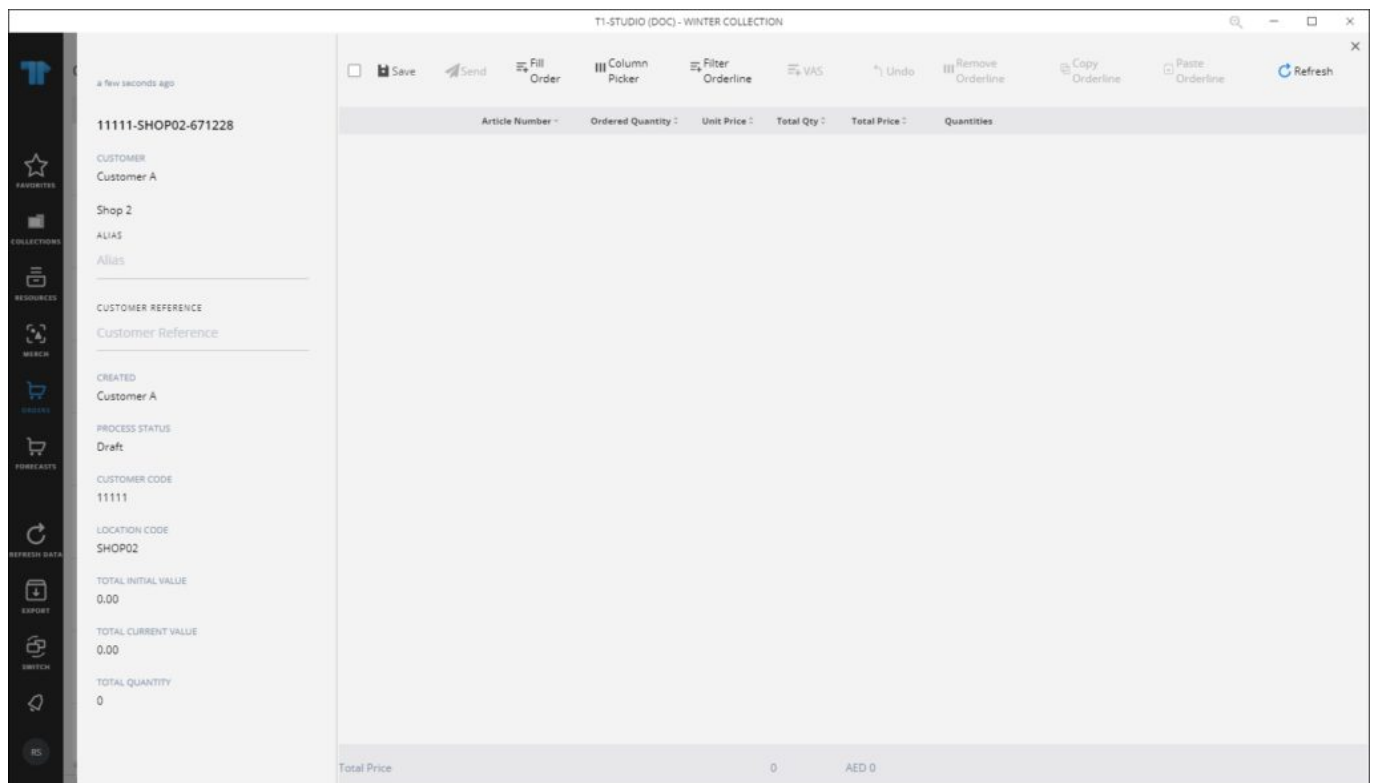 T1-STUDIO (DOC) - WINTER COLLECTION
FAVORITES
COLLECTIONS
RESOURCES
MERCH
ORDERS
FORECASTS
REFRESH DATA
EXPORT
SWITCH
RS
a few seconds ago
11111-SHOP02-671228
CUSTOMER
Customer A
Shop 2
ALIAS
Alias
CUSTOMER REFERENCE
Customer Reference
CREATED
Customer A
PROCESS STATUS
Draft
CUSTOMER CODE
11111
LOCATION CODE
SHOP02
TOTAL INITIAL VALUE
0.00
TOTAL CURRENT VALUE
0.00
TOTAL QUANTITY
0
Save
Send
Fill
Order
Column
Picker
Filter
Orderline
VAS
Undo
Remove
Orderline
Copy
Orderline
Paste
Orderline
Refresh
Article Number Ordered Quantity Unit Price Total Qty Total Price Quantities
Total Price 0 AED 0